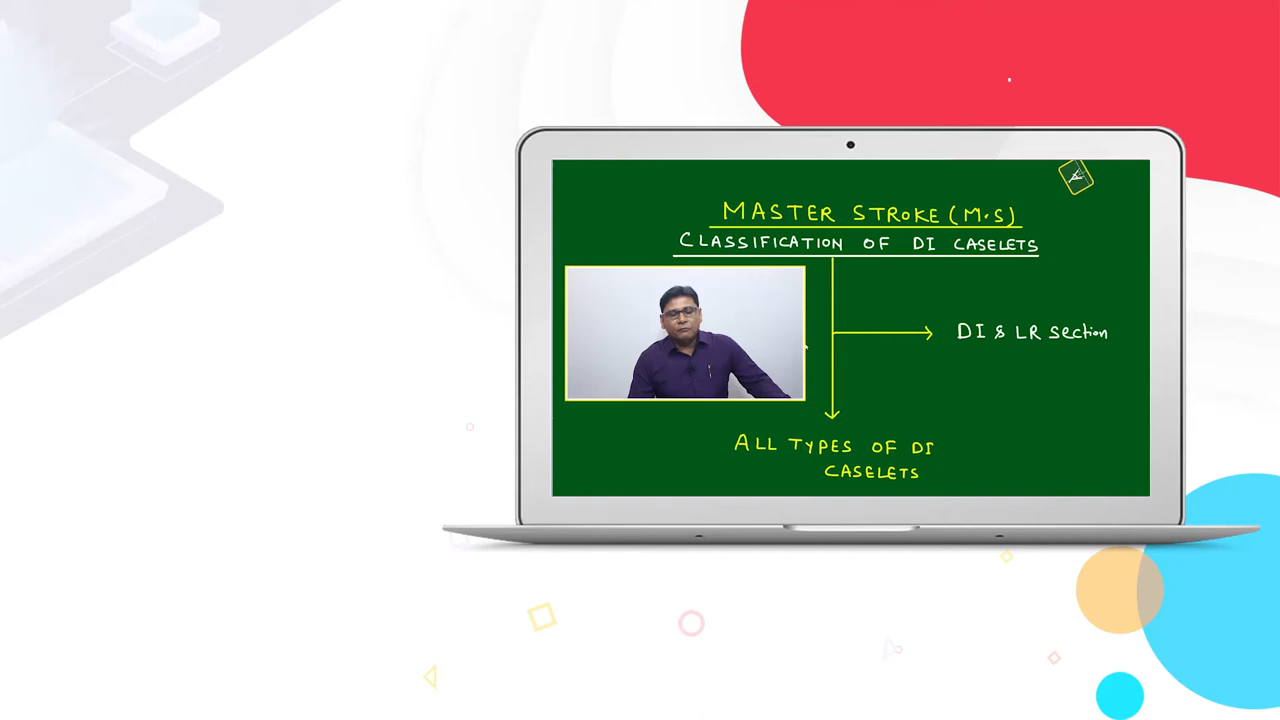 MASTER STROKE (M.S)
CLASSIFICATION OF DI CASELETS
DI & LR Section
ALL TYPES OF DI
CASELETS